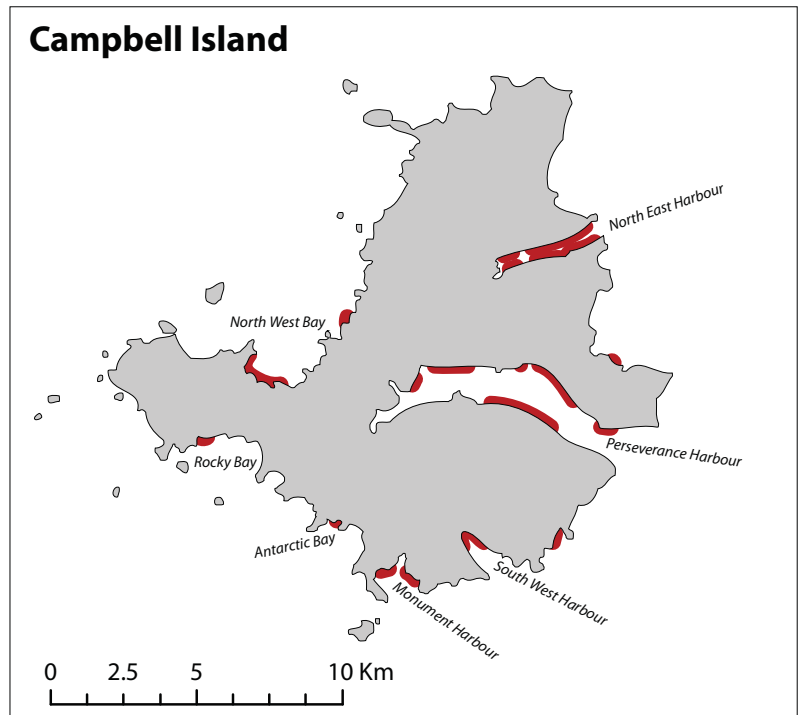 Campbell Island
North East Harbour
North West Bay
Perseverance Harbour
Rocky Bay
Antarctic Bay
South West Harbour
Monument Harbour
0 2.5 5 10 Km